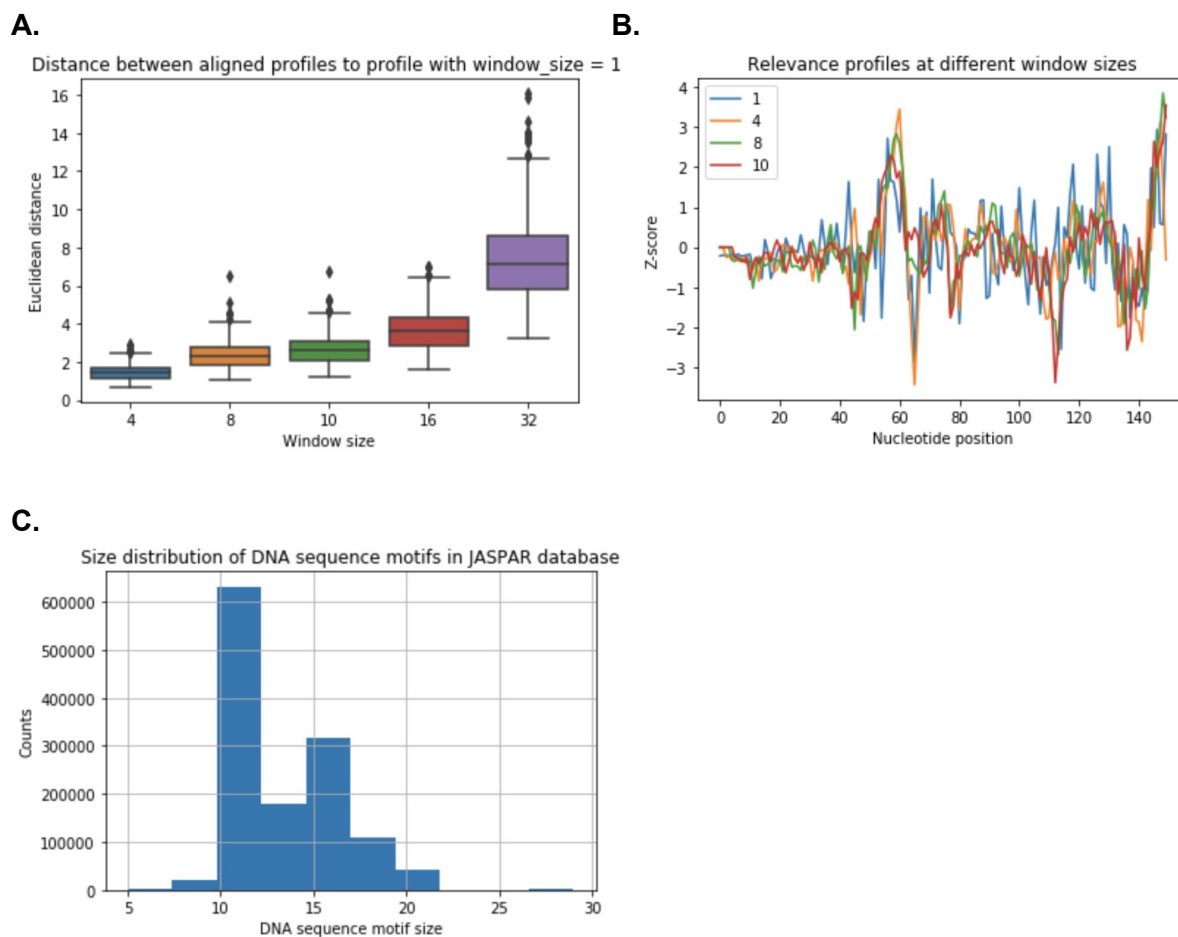 A.
Distance between aligned profiles to profile with window_size = 1
Euclidean distance
16
14
12
10
8
6
4
2
0
4 8 10 16 32
Window size
B.
Relevance profiles at different window sizes
1
4
8
10
Z-score
4
3
2
1
0
−1
−2
−3
0 20 40 60 80 100 120 140
Nucleotide position
C.
Size distribution of DNA sequence motifs in JASPAR database
Counts
600000
500000
400000
300000
200000
100000
0
5 10 15 20 25 30
DNA sequence motif size